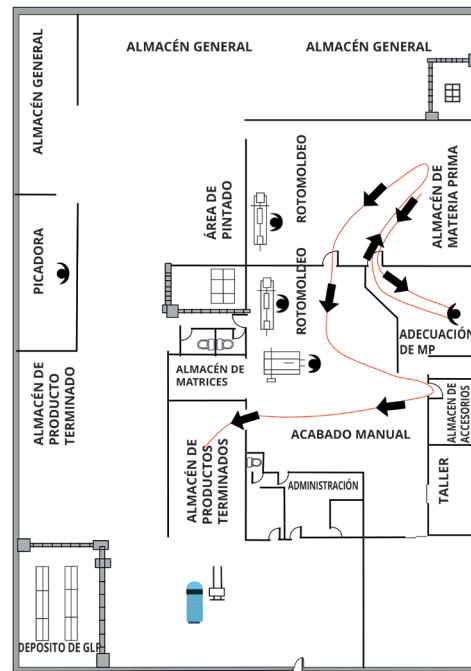 ALMACÉN GENERAL
ALMACÉN GENERAL
ALMACÉN GENERAL
ROTOMOLDEO
ÁREA DE
PINTADO
ALMACÉN DE
MATERIA PRIMA
PICADORA
ROTOMOLDEO
ADECUACIÓN
DE MP
ALMACÉN DE
MATRICES
ALMACÉN DE
PRODUCTO
TERMINADO
ALMACEN DE
ACCESORIOS
ACABADO MANUAL
ALMACÉN DE
PRODUCTOS
TERMINADOS
TALLER
ADMINISTRACIÓN
DEPOSITO DE GLP